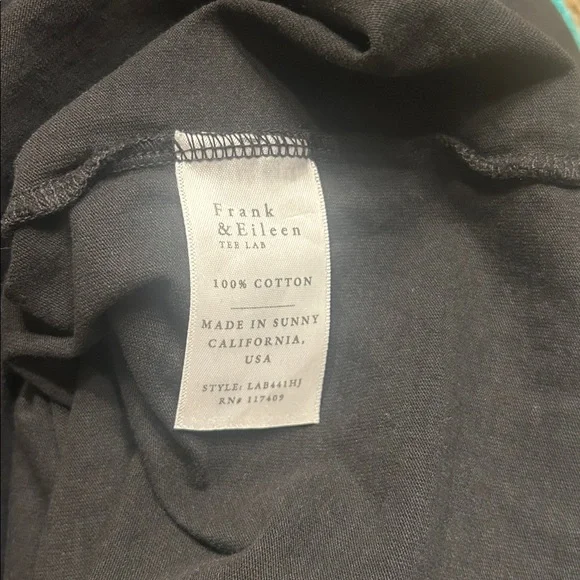 Frank
& Eileen
TEE LAB
100% COTTON
MADE IN SUNNY
CALIFORNIA,
USA
STYLE: LAB441HJ
RN# 117409